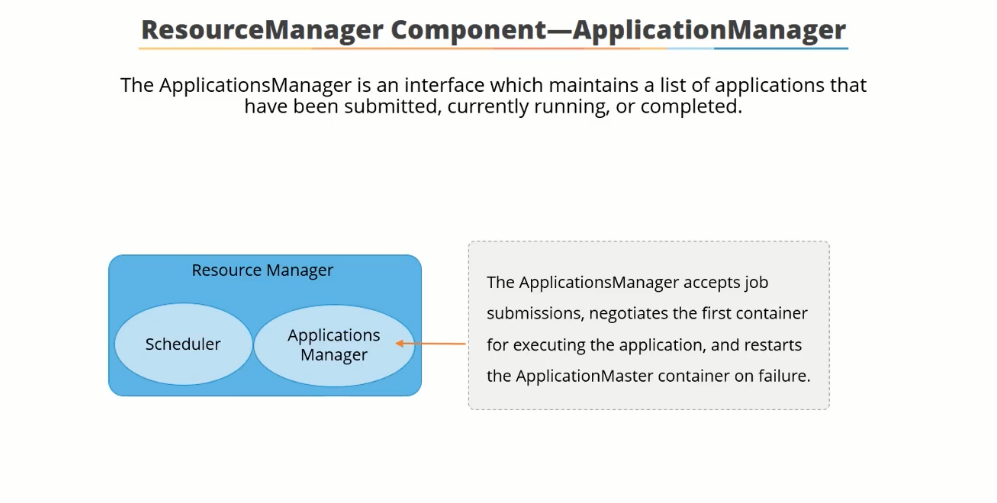 ResourceManager Component—ApplicationManager
The ApplicationsManager is an interface which maintains a list of applications that
have been submitted, currently running, or completed.
Resource Manager
Scheduler
Applications
Manager
The ApplicationsManager accepts job
submissions, negotiates the first container
for executing the application, and restarts
the ApplicationMaster container on failure.